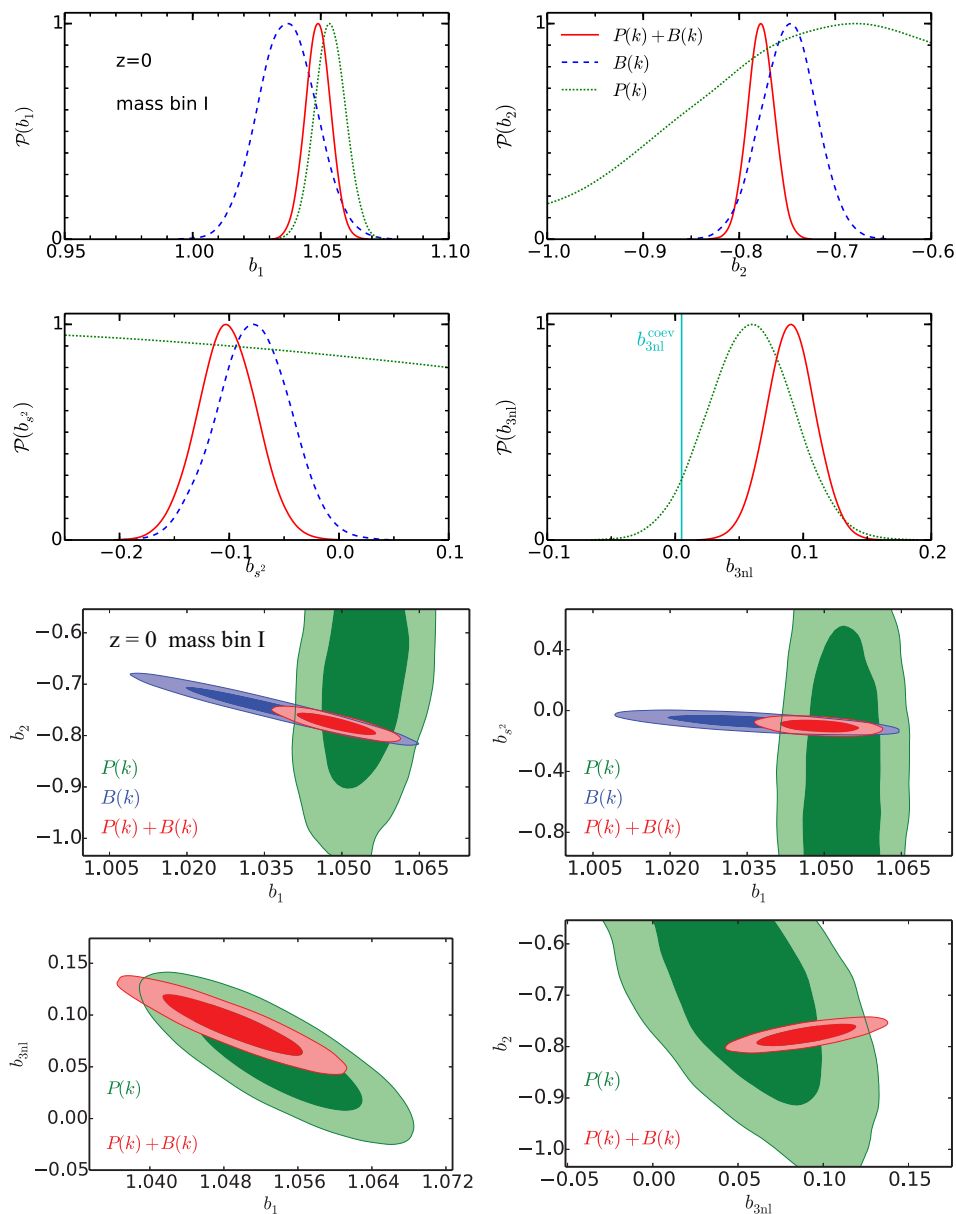 1
z=0
mass bin I
P(b₁)
0
0.95 1.00 1.05 1.10
b₁
1
P(k) + B(k)
B(k)
P(k)
P(b₂)
0
-1.0 -0.9 -0.8 -0.7 -0.6
b₂
1
P(b_{s²})
0
−0.2 −0.1 0.0 0.1
b_{s²}
1
b_{3nl}^{coev}
P(b_{3nl})
0
−0.1 0.0 0.1 0.2
b_{3nl}
z = 0 mass bin I
−0.6
−0.7
−0.8
−0.9
−1.0
b₂
P(k)
B(k)
P(k) + B(k)
1.005 1.020 1.035 1.050 1.065
b₁
0.4
0.0
−0.4
−0.8
b_{s²}
P(k)
B(k)
P(k) + B(k)
1.005 1.020 1.035 1.050 1.065
b₁
0.15
0.10
0.05
0.00
−0.05
b_{3nl}
P(k)
P(k) + B(k)
1.040 1.048 1.056 1.064 1.072
b₁
−0.6
−0.7
−0.8
−0.9
−1.0
b₂
P(k)
P(k) + B(k)
−0.05 0.00 0.05 0.10 0.15
b_{3nl}